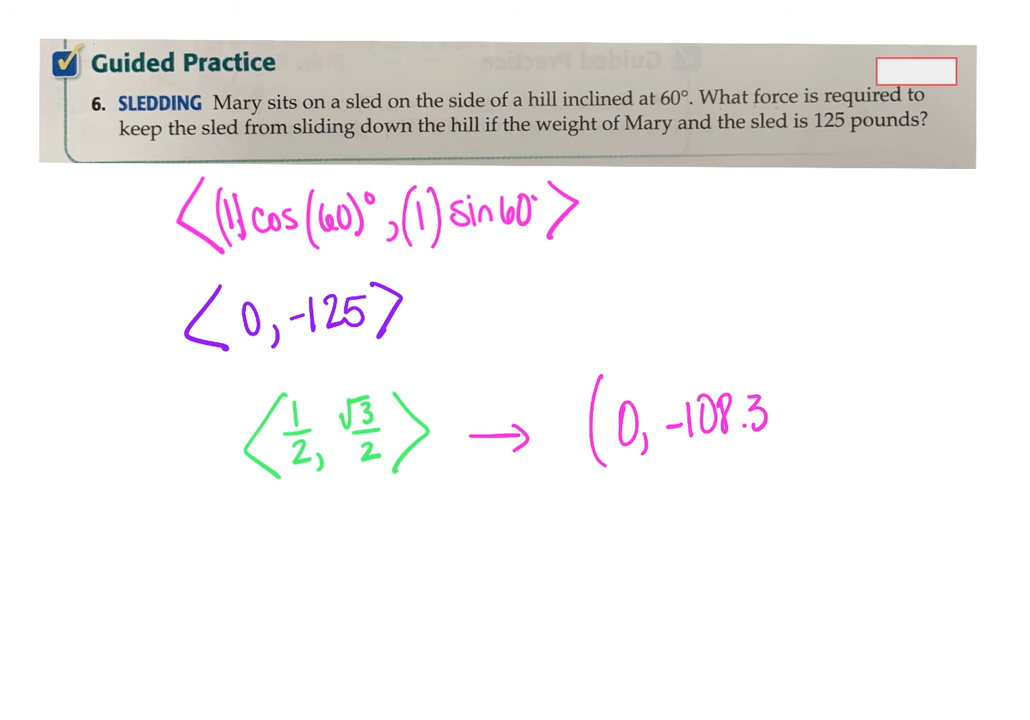 Guided Practice
6. SLEDDING Mary sits on a sled on the side of a hill inclined at 60°. What force is required to
keep the sled from sliding down the hill if the weight of Mary and the sled is 125 pounds?
<(1) cos(60)°, (1) sin 60°>
<0, -125>
<1/2, √3/2> → (0, -108.3